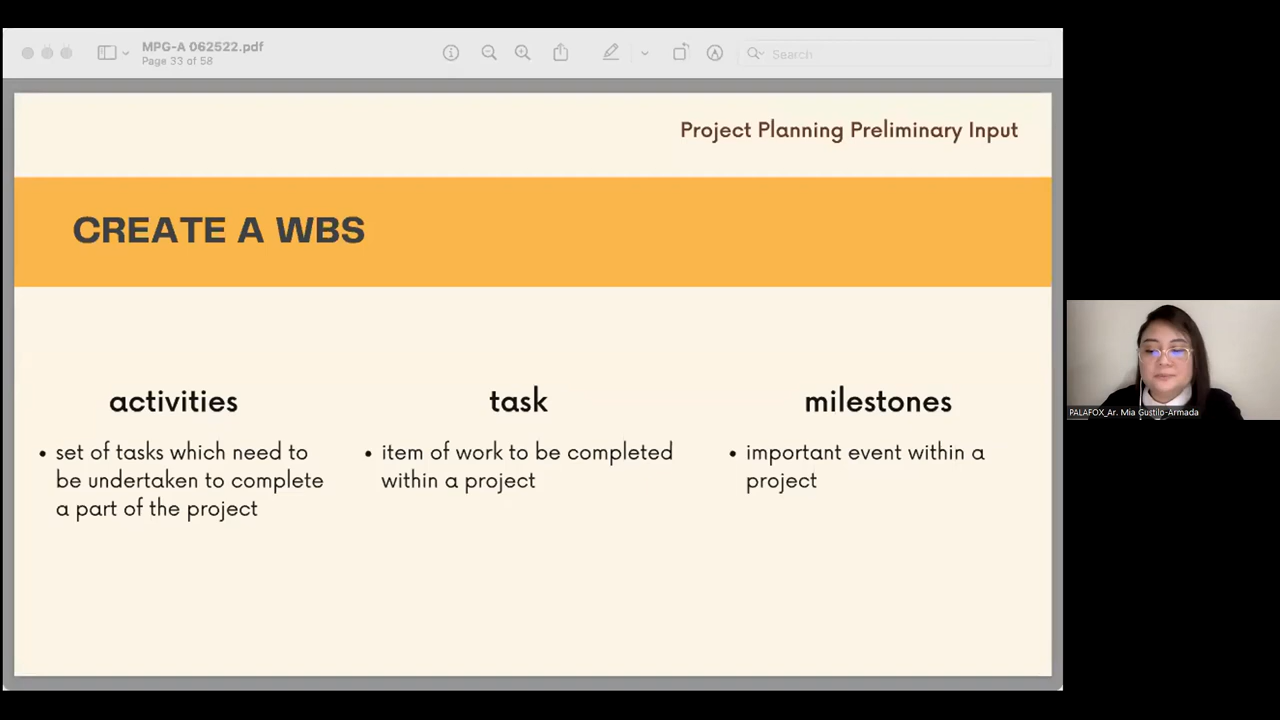 MPG-A 062522.pdf
Page 33 of 58
Search
Project Planning Preliminary Input
CREATE A WBS
activities
• set of tasks which need to
be undertaken to complete
a part of the project
task
• item of work to be completed
within a project
milestones
• important event within a
project
PALAFOX_Ar. Mia Gustilo-Armada